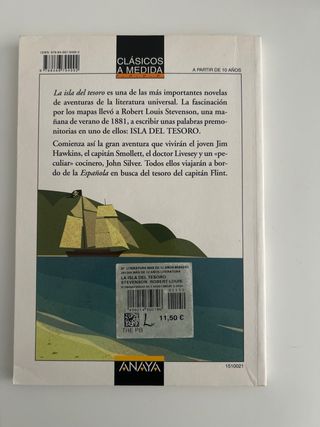 CLÁSICOS
A MEDIDA
A PARTIR DE 10 AÑOS
La isla del tesoro es una de las más importantes novelas
de aventuras de la literatura universal. La fascinación
por los mapas llevó a Robert Louis Stevenson, una ma-
ñana de verano de 1881, a escribir unas palabras premo-
nitorias en uno de ellos: ISLA DEL TESORO.
Comienza así la gran aventura que vivirán el joven Jim
Hawkins, el capitán Smollett, el doctor Livesey y un «pe-
culiar» cocinero, John Silver. Todos ellos viajarán a bor-
do de la Española en busca del tesoro del capitán Flint.
LA ISLA DEL TESORO
STEVENSON, ROBERT LOUIS
11,50 €
ANAYA
1510021